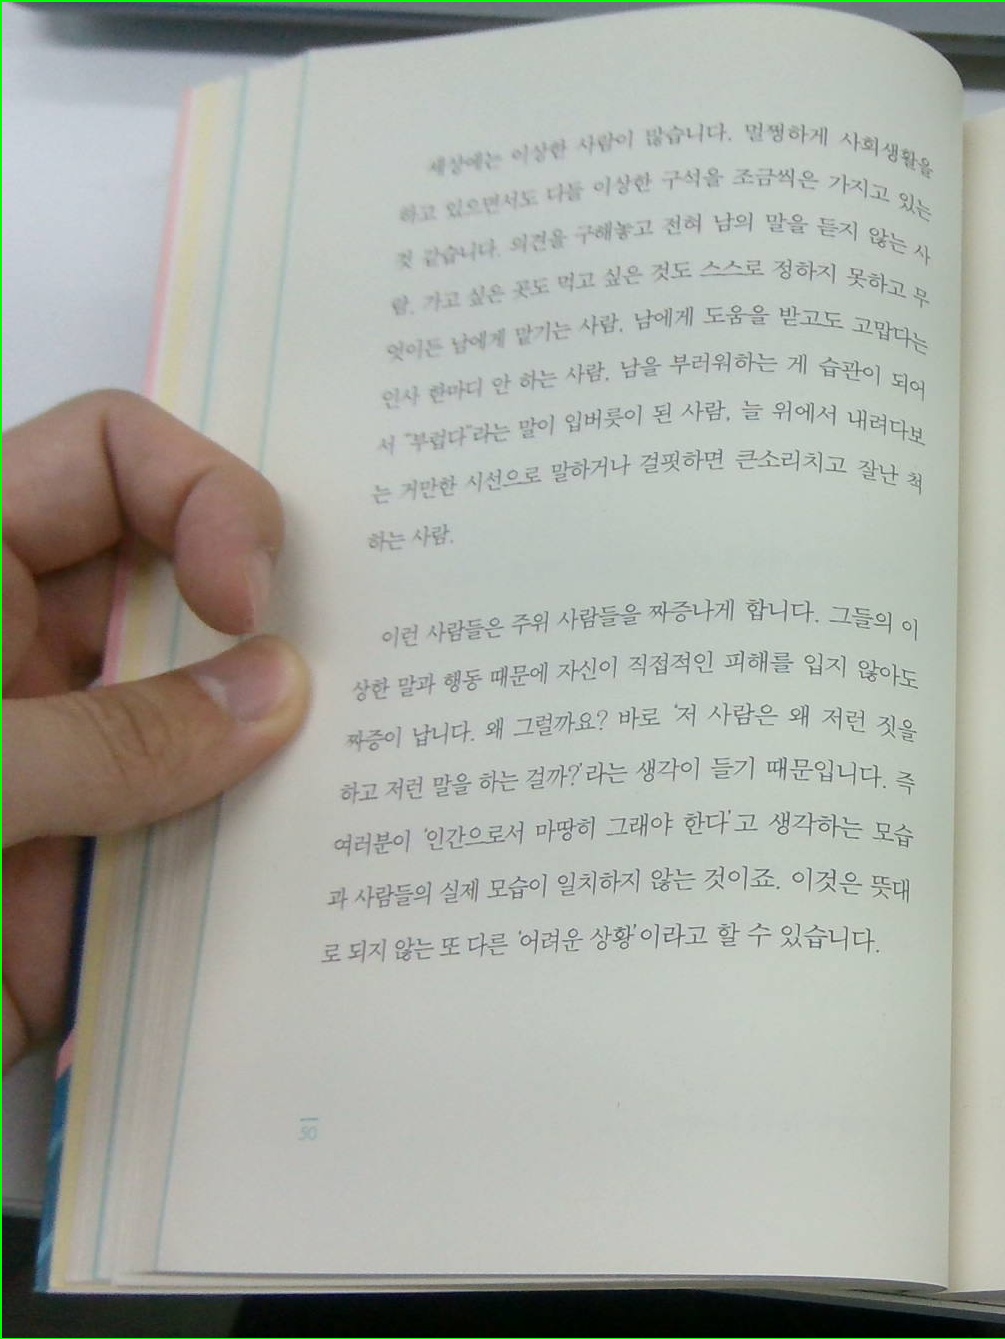 세상에는 이상한 사람이 많습니다. 멀쩡하게 사회생활을
하고 있으면서도 다들 이상한 구석을 조금씩은 가지고 있는
것 같습니다. 의견을 구해놓고 전혀 남의 말을 듣지 않는 사
람, 가고 싶은 곳도 먹고 싶은 것도 스스로 정하지 못하고 무
엇이든 남에게 맡기는 사람, 남에게 도움을 받고도 고맙다는
인사 한마디 안 하는 사람, 남을 부러워하는 게 습관이 되어
서 “부럽다”라는 말이 입버릇이 된 사람, 늘 위에서 내려다보
는 거만한 시선으로 말하거나 걸핏하면 큰소리치고 잘난 척
하는 사람.
이런 사람들은 주위 사람들을 짜증나게 합니다. 그들의 이
상한 말과 행동 때문에 자신이 직접적인 피해를 입지 않아도
짜증이 납니다. 왜 그럴까요? 바로 ‘저 사람은 왜 저런 짓을
하고 저런 말을 하는 걸까?’라는 생각이 들기 때문입니다. 즉
여러분이 ‘인간으로서 마땅히 그래야 한다’고 생각하는 모습
과 사람들의 실제 모습이 일치하지 않는 것이죠. 이것은 뜻대
로 되지 않는 또 다른 ‘어려운 상황’이라고 할 수 있습니다.
50